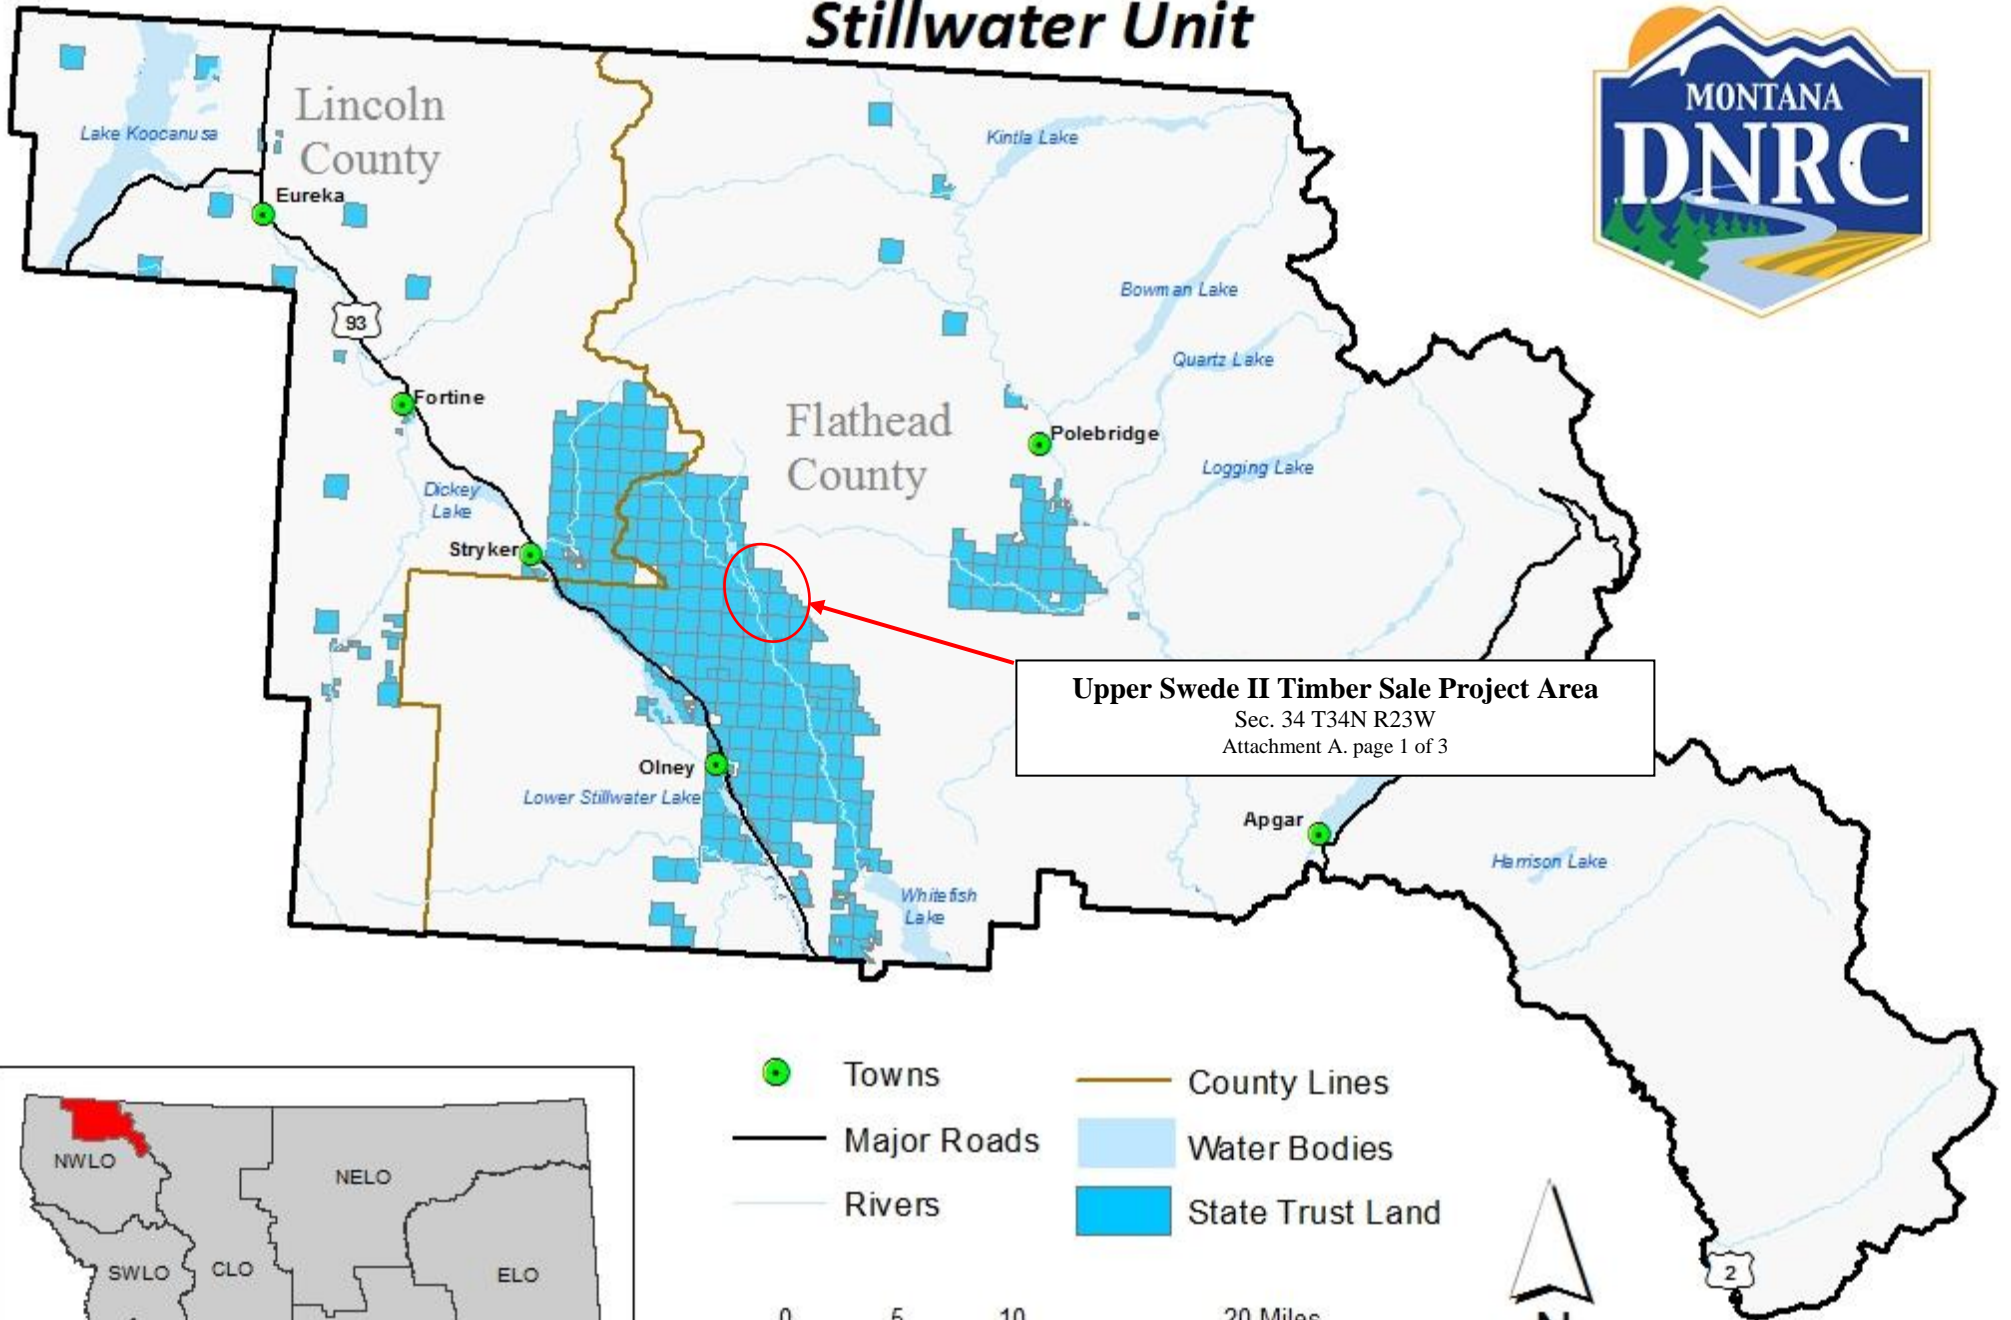 Stillwater Unit
MONTANA
DNRC
Lincoln
County
Lake Koocanusa
Eureka
93
Fortine
Dickey
Lake
Stryker
Kintla Lake
Bowman Lake
Quartz Lake
Flathead
County
Polebridge
Logging Lake
Upper Swede II Timber Sale Project Area
Sec. 34 T34N R23W
Attachment A. page 1 of 3
Olney
Lower Stillwater Lake
Whitefish
Lake
Apgar
Harrison Lake
2
Towns
Major Roads
Rivers
County Lines
Water Bodies
State Trust Land
0 5 10 20 Miles
N
NWLO
NELO
SWLO
CLO
ELO